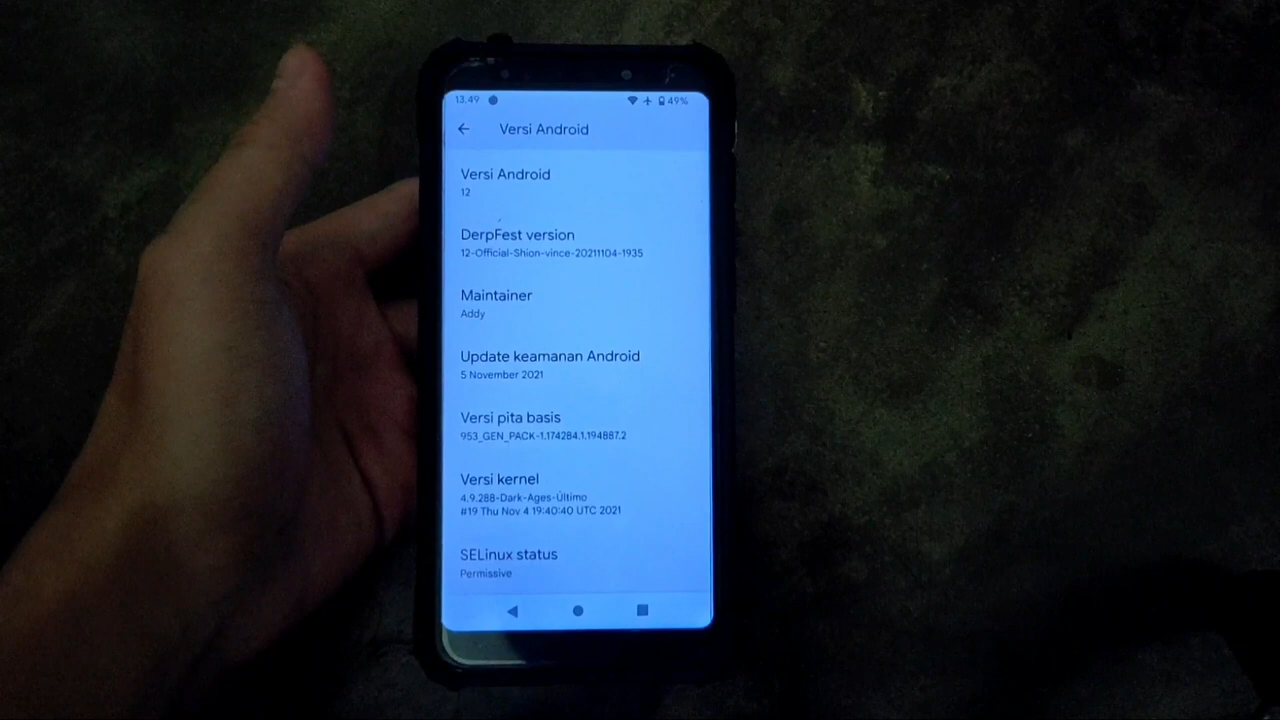 13.49 49%
Versi Android
Versi Android
12
DerpFest version
12-Official-Shion-vince-20211104-1935
Maintainer
Addy
Update keamanan Android
5 November 2021
Versi pita basis
953_GEN_PACK-1.174284.1.194887.2
Versi kernel
4.9.288-Dark-Ages-Último
#19 Thu Nov 4 19:40:40 UTC 2021
SELinux status
Permissive